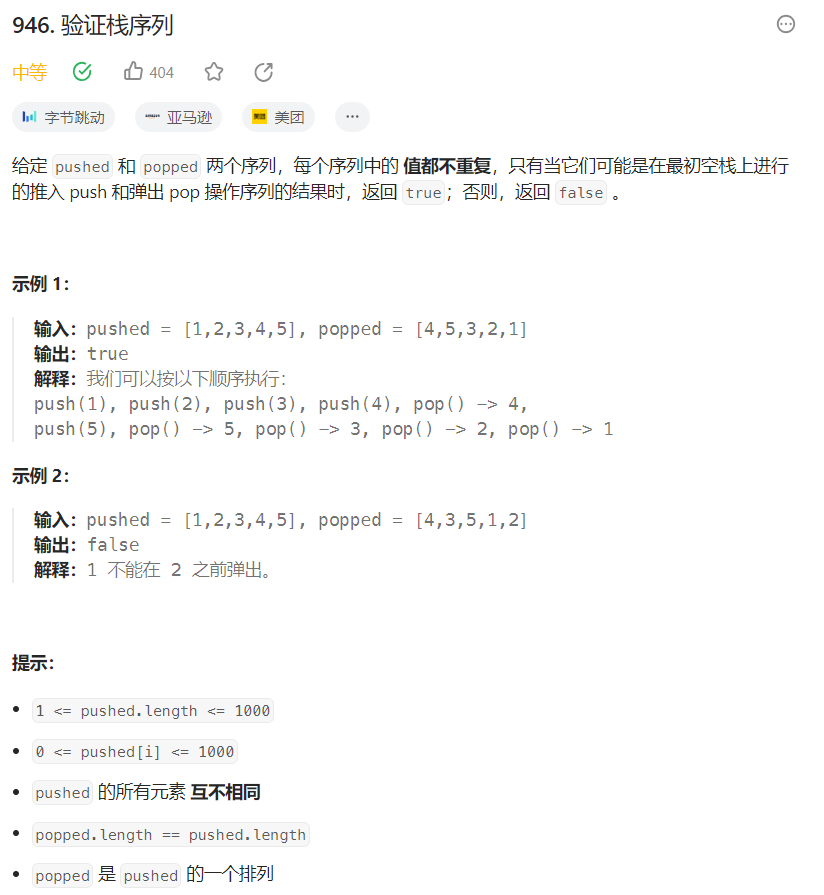 946. 验证栈序列
中等 404
字节跳动 亚马逊 美团 ...
给定 pushed 和 popped 两个序列，每个序列中的 值都不重复，只有当它们可能是在最初空栈上进行
的推入 push 和弹出 pop 操作序列的结果时，返回 true；否则，返回 false 。
示例 1：
输入：pushed = [1,2,3,4,5], popped = [4,5,3,2,1]
输出：true
解释：我们可以按以下顺序执行：
push(1), push(2), push(3), push(4), pop() -> 4,
push(5), pop() -> 5, pop() -> 3, pop() -> 2, pop() -> 1
示例 2：
输入：pushed = [1,2,3,4,5], popped = [4,3,5,1,2]
输出：false
解释：1 不能在 2 之前弹出。
提示：
• 1 <= pushed.length <= 1000
• 0 <= pushed[i] <= 1000
• pushed 的所有元素 互不相同
• popped.length == pushed.length
• popped 是 pushed 的一个排列